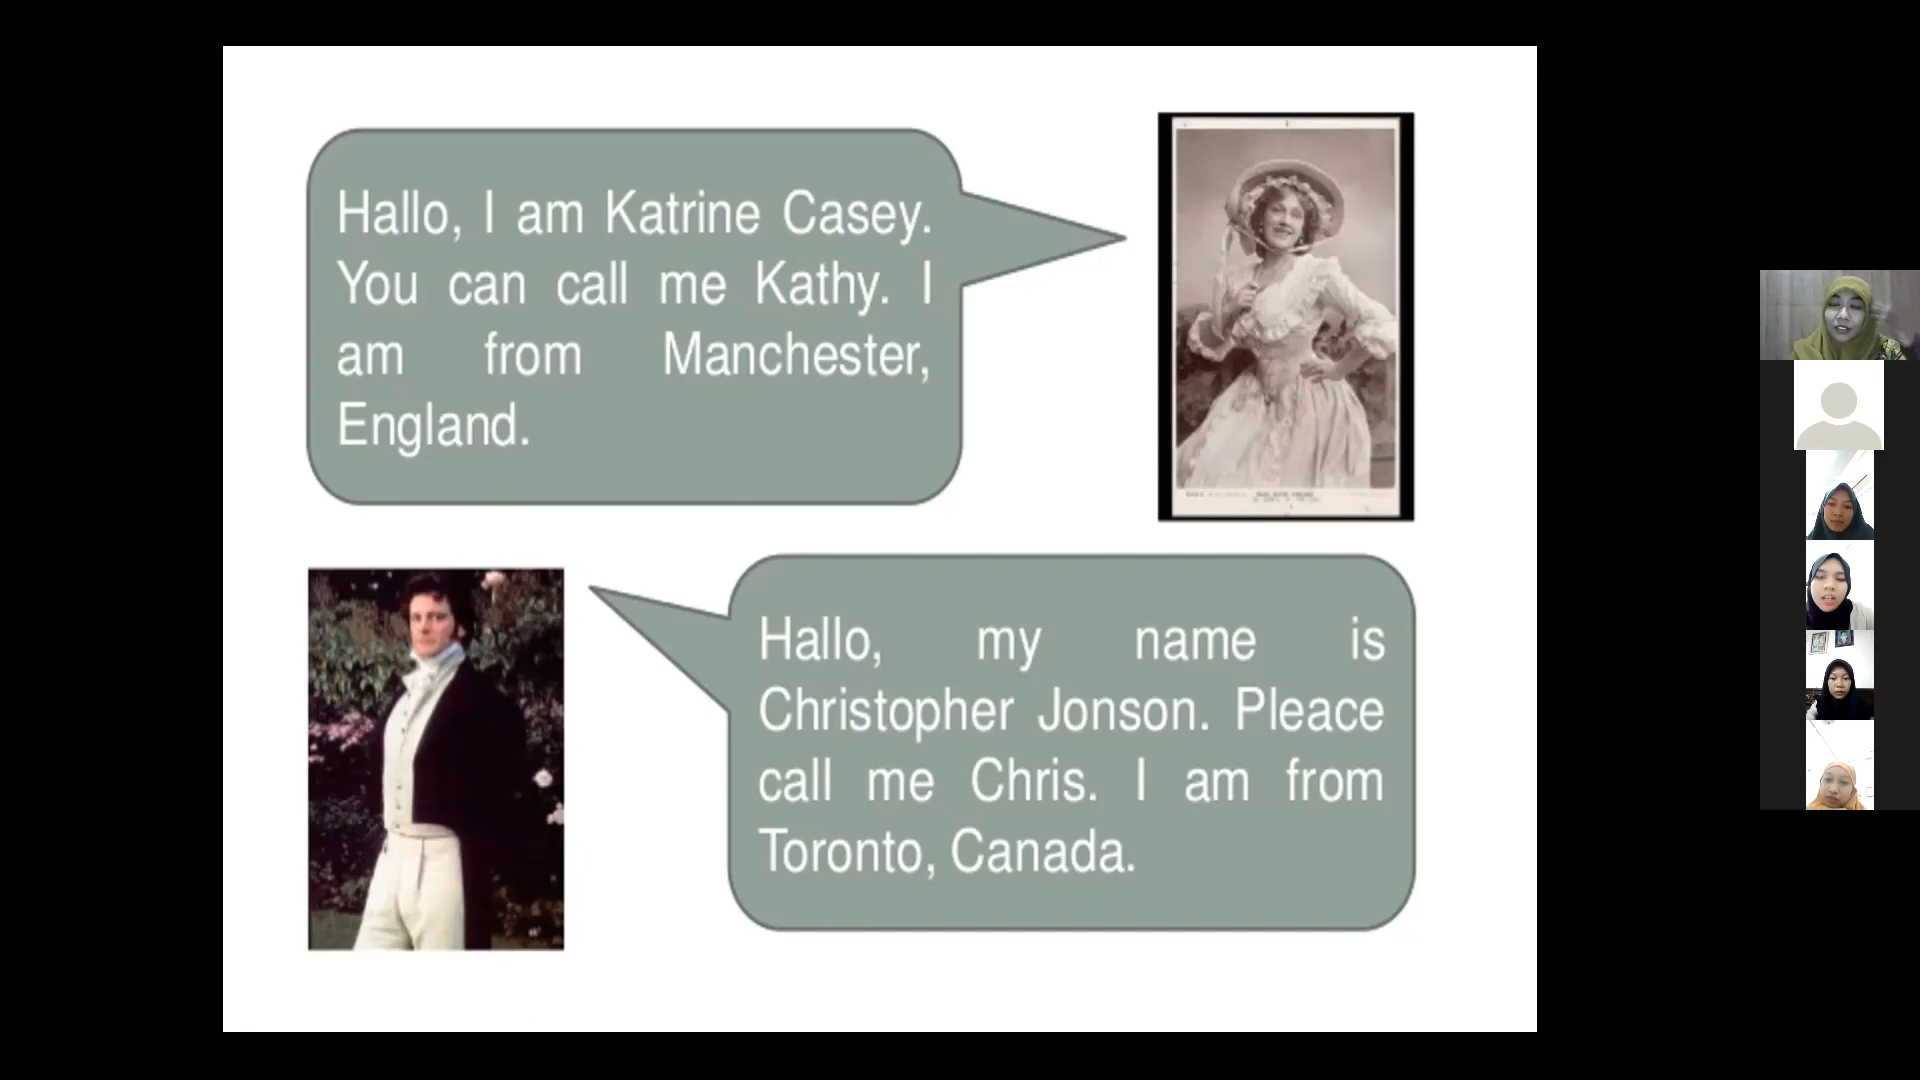 Hallo, I am Katrine Casey.
You can call me Kathy. I
am from Manchester,
England.
Hallo, my name is
Christopher Jonson. Pleace
call me Chris. I am from
Toronto, Canada.